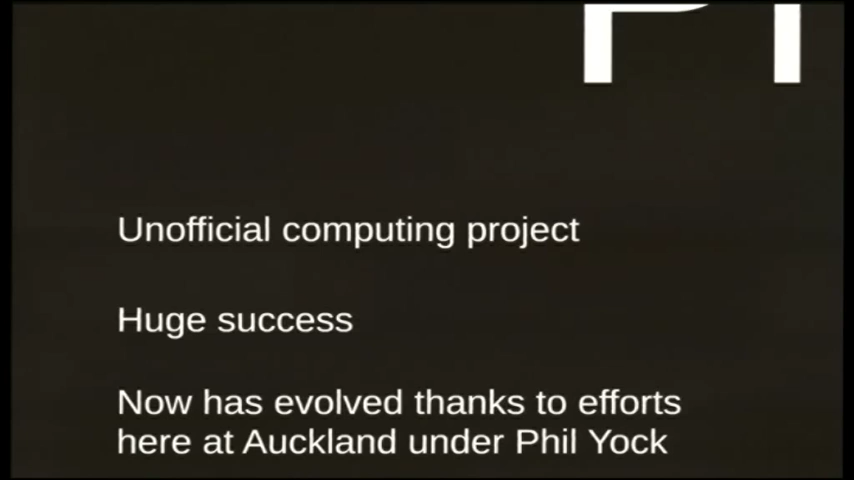 Unofficial computing project
Huge success
Now has evolved thanks to efforts
here at Auckland under Phil Yock